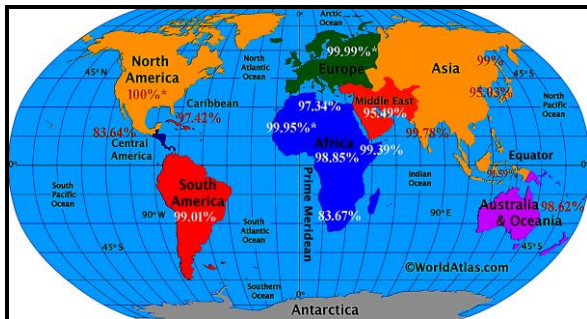 Arctic
Ocean
99.99%*
North
America
100%*
North
Atlantic
Ocean
Europe
Asia
99%
45°N
45°N
95.03%
Caribbean
97.42%
97.34%
Middle East
95.49%
North
Pacific
Ocean
83.64%
Central
America
99.95%*
Africa
98.85%
99.39%
99.78%
0°
Equator
0°
South
Pacific
Ocean
South
America
99.01%
Indian
Ocean
90°W
South
Atlantic
Ocean
Prime Meridean
83.67%
90°E
Australia
& Oceania
98.62%
45°S
45°S
©WorldAtlas.com
Southern
Ocean
0°
Antarctica